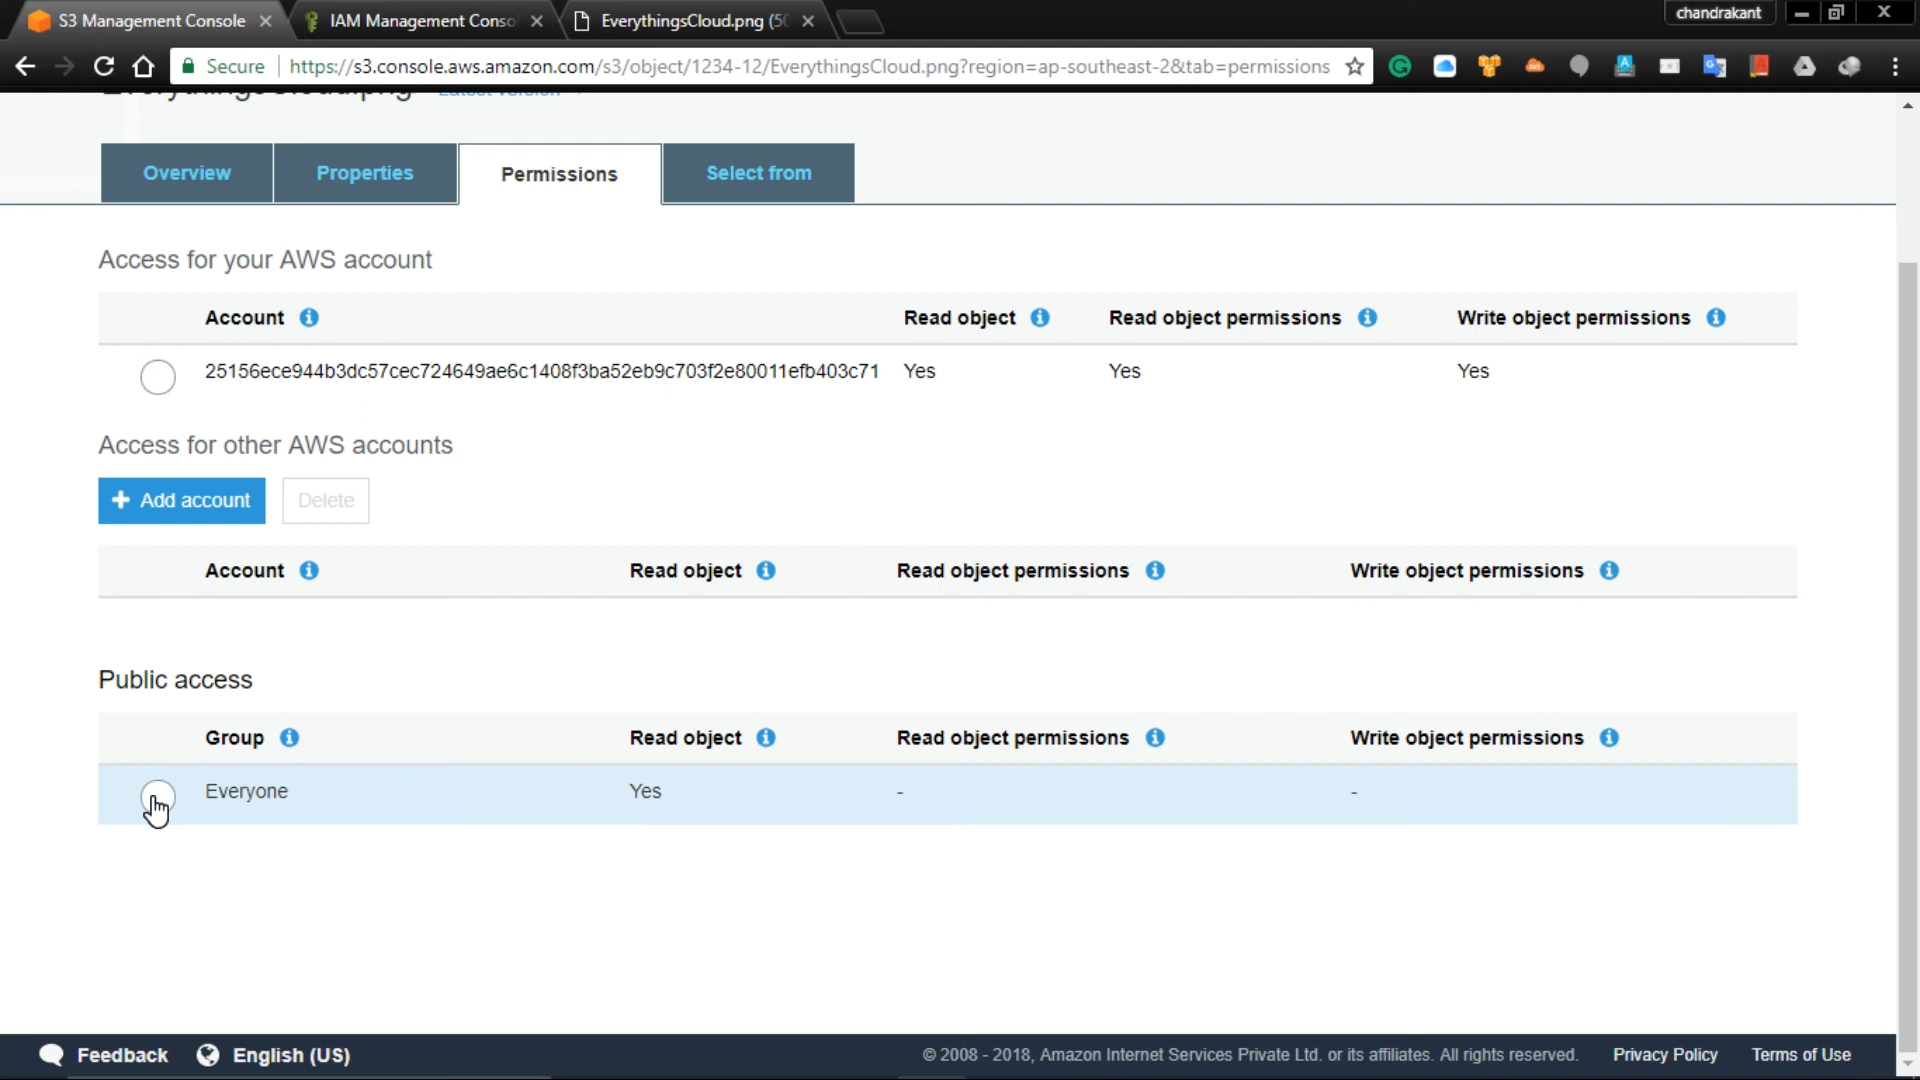 S3 Management Console
IAM Management Conso
EverythingsCloud.png (50
chandrakant
Secure https://s3.console.aws.amazon.com/s3/object/1234-12/EverythingsCloud.png?region=ap-southeast-2&tab=permissions
EverythingsCloud.png Latest version
Overview
Properties
Permissions
Select from
Access for your AWS account
Account Read object Read object permissions Write object permissions
25156ece944b3dc57cec724649ae6c1408f3ba52eb9c703f2e80011efb403c71 Yes Yes Yes
Access for other AWS accounts
+ Add account Delete
Account Read object Read object permissions Write object permissions
Public access
Group Read object Read object permissions Write object permissions
Everyone Yes - -
Feedback English (US) © 2008 - 2018, Amazon Internet Services Private Ltd. or its affiliates. All rights reserved. Privacy Policy Terms of Use